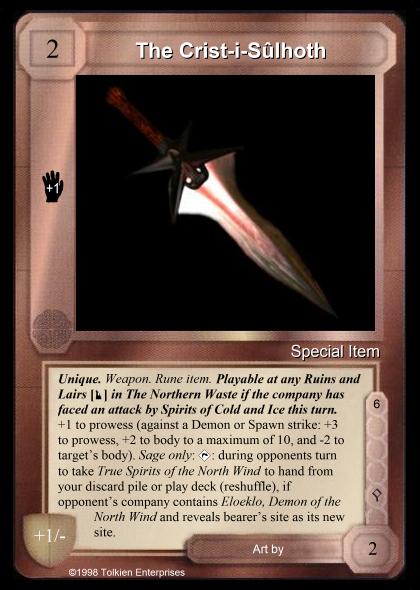 2
The Crist-i-Sûlhoth
+1
Special Item
Unique. Weapon. Rune item. Playable at any Ruins and
Lairs [] in The Northern Waste if the company has
faced an attack by Spirits of Cold and Ice this turn.
+1 to prowess (against a Demon or Spawn strike: +3
to prowess, +2 to body to a maximum of 10, and -2 to
target's body). Sage only: : during opponents turn
to take True Spirits of the North Wind to hand from
your discard pile or play deck (reshuffle), if
opponent's company contains Eloeklo, Demon of the
North Wind and reveals bearer's site as its new
site.
6
+1/-
Art by
2
©1998 Tolkien Enterprises